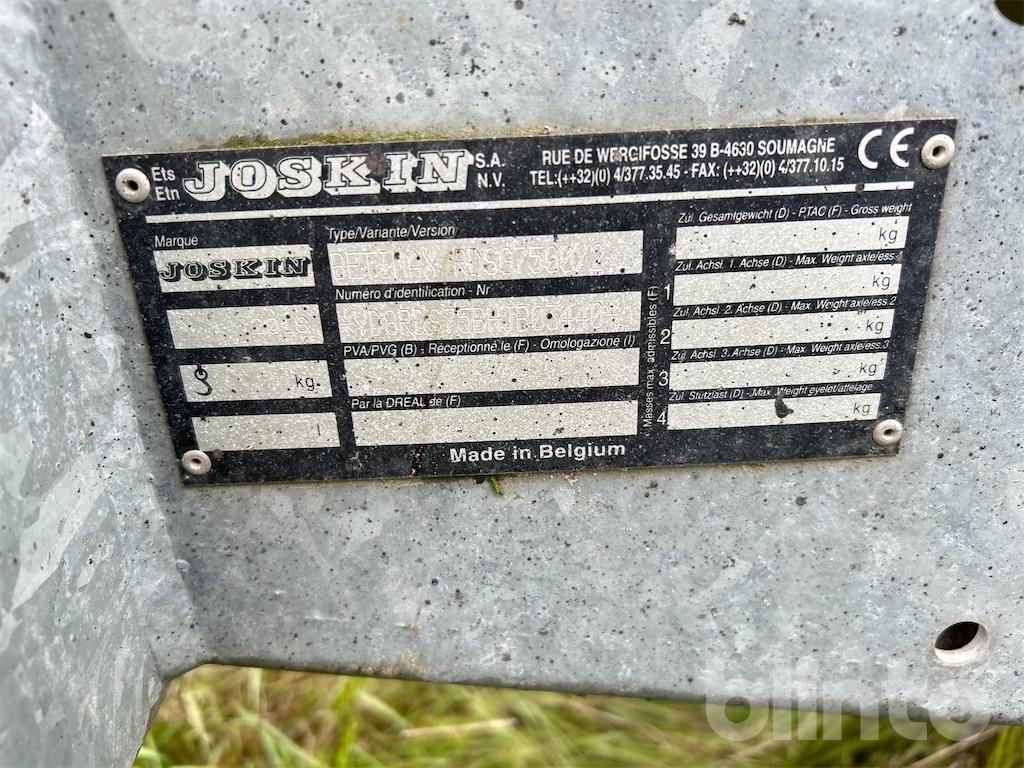 Ets
Etn
JOSKIN S.A.
N.V.
RUE DE WERGIFOSSE 39 B-4630 SOUMAGNE
TEL:(++32)(0) 4/377.35.45 - FAX: (++32)(0) 4/377.10.15
CE
Marque
JOSKIN
kg.
l
Type/Variante/Version
Numéro d'identification - Nr
PVA/PVG (B) : Réceptionné le (F) - Omologazione (I)
Par la DREAL de (F)
Made in Belgium
Masses max. admissibles (F)
Zul. Gesamtgewicht (D) - PTAC (F) - Gross weight
kg
Zul. Achsl. 1. Achse (D) - Max. Weight axle/ess
1 kg
Zul. Achsl. 2. Achse (D) - Max. Weight axle/ess 2
2 kg
Zul. Achsl. 3. Achse (D) - Max. Weight axle/ess.3
3 kg
Zul. Stutzlast (D) - Max. Weight eyelet/attelage
4 kg
blinto